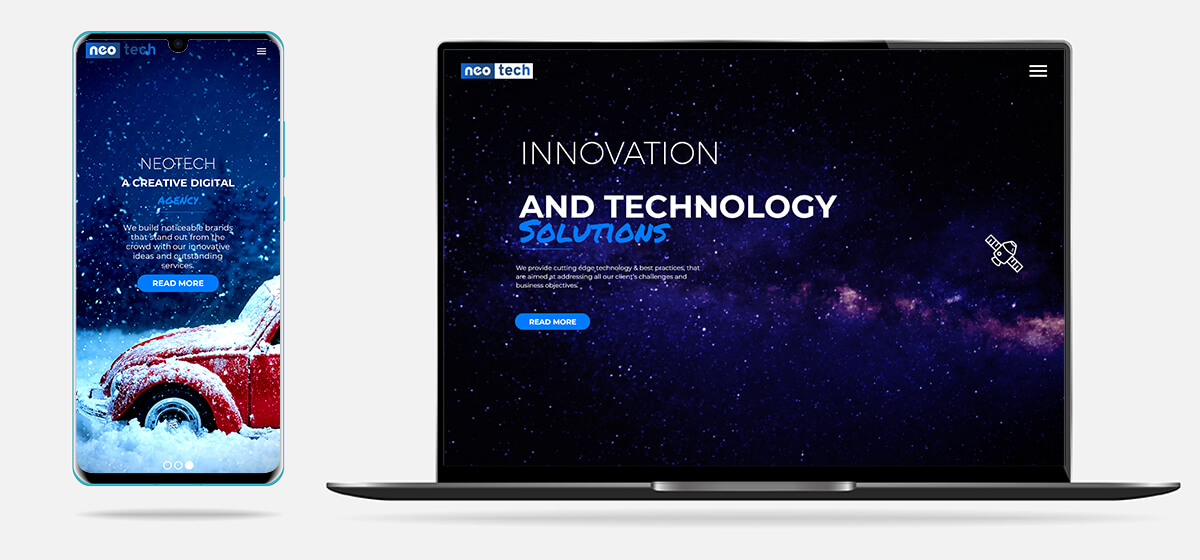 neo tech
NEOTECH
A CREATIVE DIGITAL
AGENCY
We build noticeable brands
that stand out from the
crowd with our innovative
ideas and outstanding
services.
READ MORE
neo tech
INNOVATION
AND TECHNOLOGY
SOLUTIONS
We provide cutting edge technology & best practices, that
are aimed at addressing all our client's challenges and
business objectives.
READ MORE